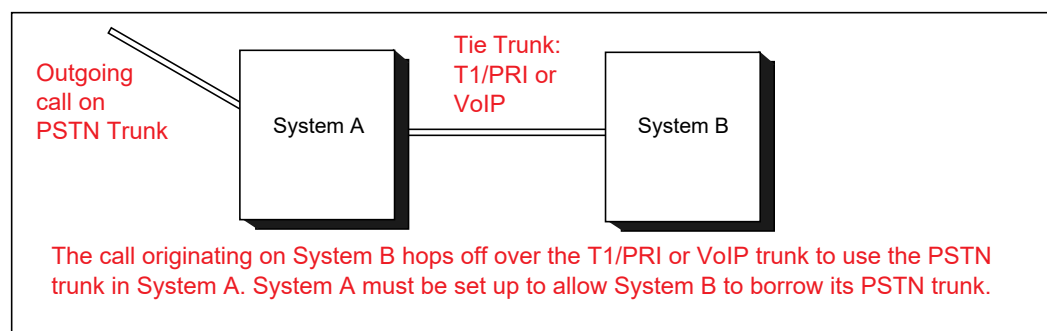 Tie Trunk:
T1/PRI or
VoIP
Outgoing
call on
PSTN Trunk
System A
System B
The call originating on System B hops off over the T1/PRI or VoIP trunk to use the PSTN
trunk in System A. System A must be set up to allow System B to borrow its PSTN trunk.